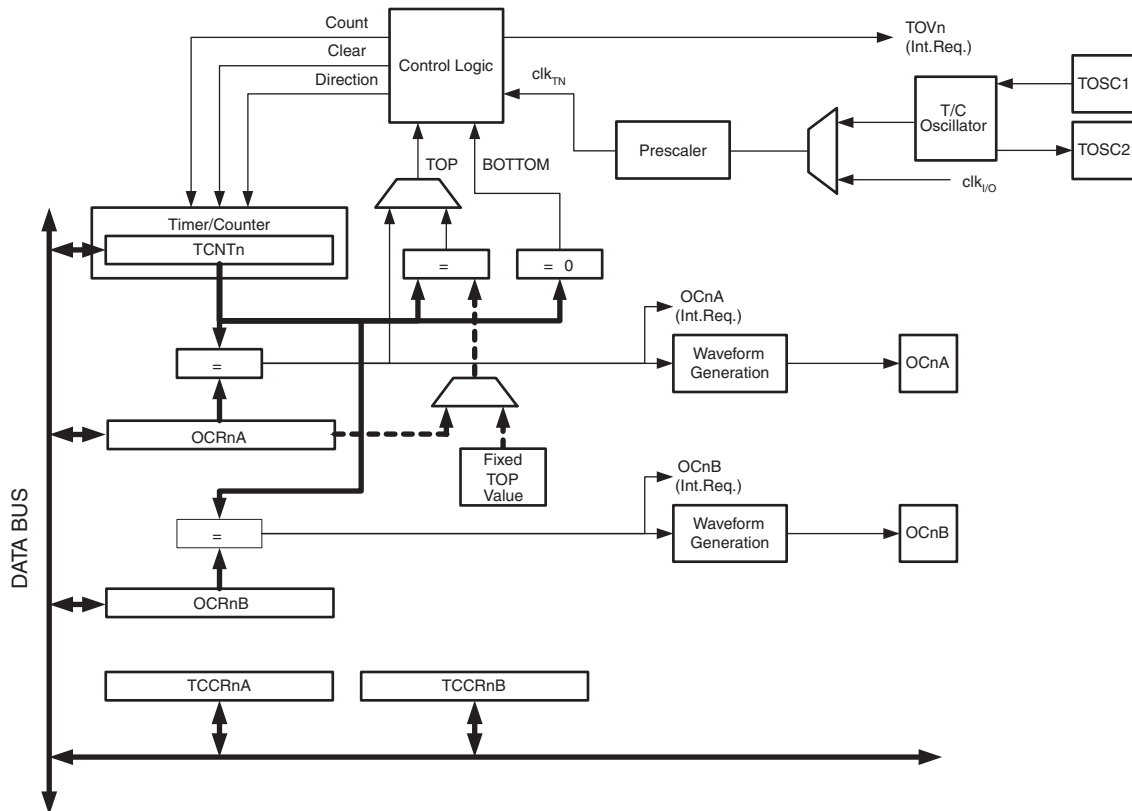 Count
Clear
Direction
Control Logic
TOVn
(Int.Req.)
clkTN
TOSC1
T/C
Oscillator
TOSC2
Prescaler
TOP
BOTTOM
clkI/O
Timer/Counter
TCNTn
=
= 0
OCnA
(Int.Req.)
=
Waveform
Generation
OCnA
OCRnA
Fixed
TOP
Value
OCnB
(Int.Req.)
=
Waveform
Generation
OCnB
DATA BUS
OCRnB
TCCRnA
TCCRnB